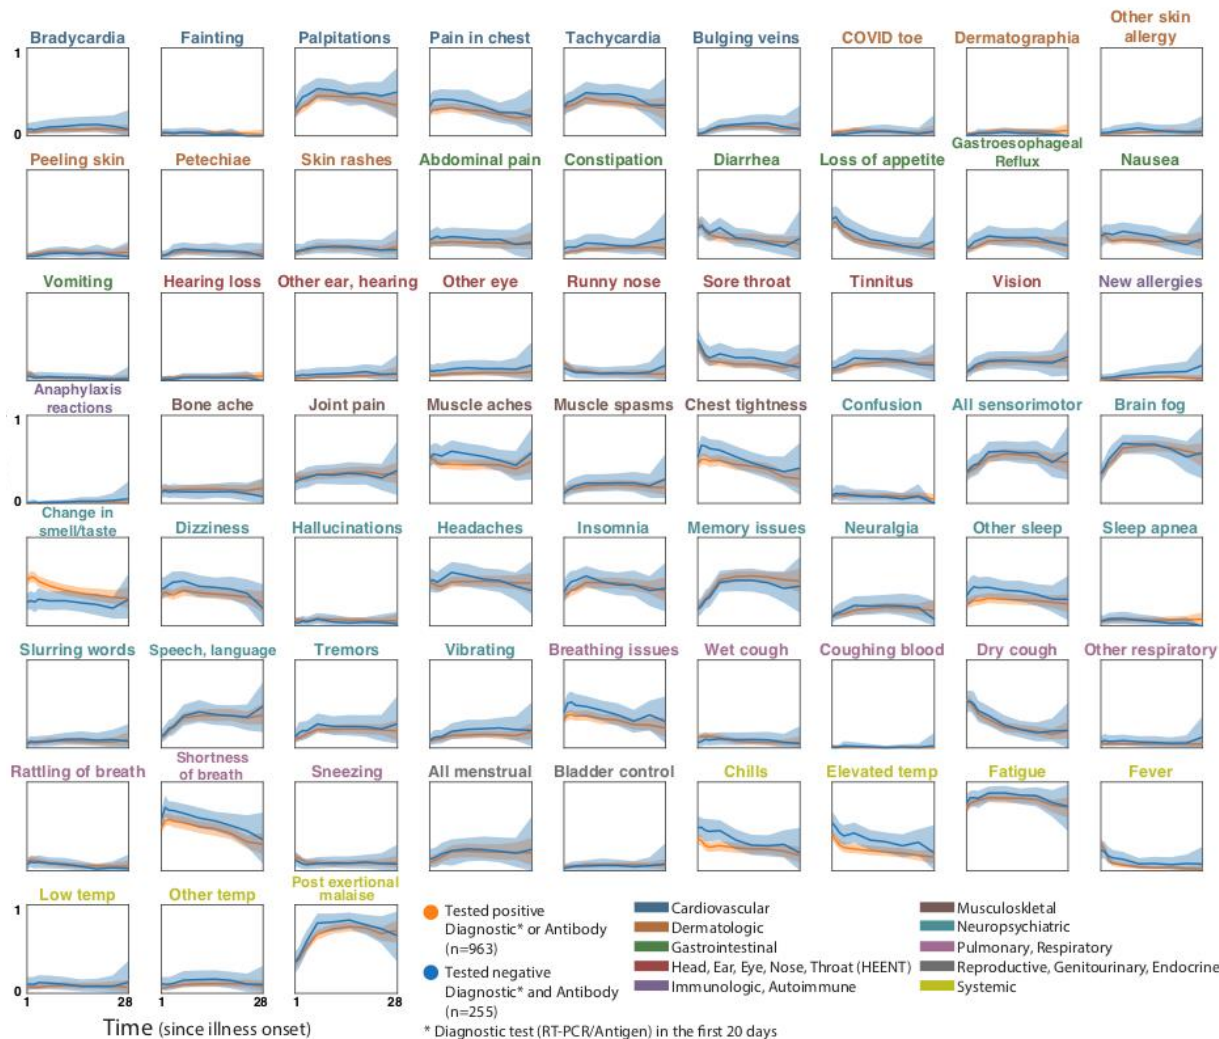 Other skin
allergy
Bradycardia Fainting Palpitations Pain in chest Tachycardia Bulging veins COVID toe Dermatographia
1
0
Peeling skin Petechiae Skin rashes Abdominal pain Constipation Diarrhea Loss of appetite Gastroesophageal
Reflux Nausea
Vomiting Hearing loss Other ear, hearing Other eye Runny nose Sore throat Tinnitus Vision New allergies
Anaphylaxis
reactions Bone ache Joint pain Muscle aches Muscle spasms Chest tightness Confusion All sensorimotor Brain fog
1
0
Change in
smell/taste Dizziness Hallucinations Headaches Insomnia Memory issues Neuralgia Other sleep Sleep apnea
Slurring words Speech, language Tremors Vibrating Breathing issues Wet cough Coughing blood Dry cough Other respiratory
Rattling of breath Shortness
of breath Sneezing All menstrual Bladder control Chills Elevated temp Fatigue Fever
Low temp Other temp Post exertional
malaise
1
0
1 28 1 28 1 28
Time (since illness onset)
Tested positive
Diagnostic* or Antibody
(n=963)
Tested negative
Diagnostic* and Antibody
(n=255)
* Diagnostic test (RT-PCR/Antigen) in the first 20 days
Cardiovascular
Dermatologic
Gastrointestinal
Head, Ear, Eye, Nose, Throat (HEENT)
Immunologic, Autoimmune
Musculoskletal
Neuropsychiatric
Pulmonary, Respiratory
Reproductive, Genitourinary, Endocrine
Systemic